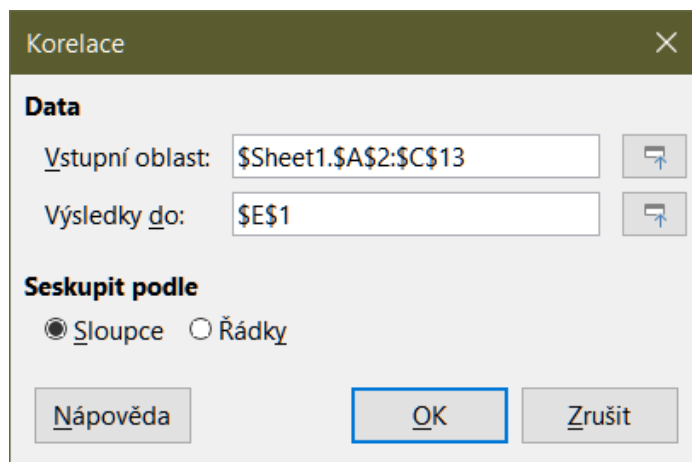 Korelace
Data
Vstupní oblast: $Sheet1.$A$2:$C$13
Výsledky do: $E$1
Seskupit podle
Sloupce Řádky
Nápověda OK Zrušit